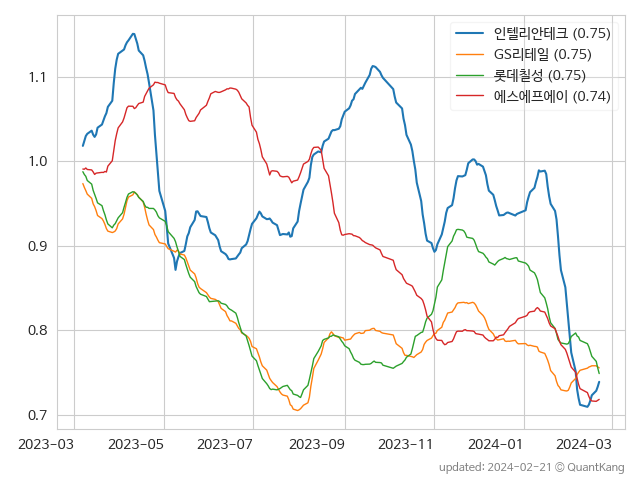 인텔리안테크 (0.75)
GS리테일 (0.75)
롯데칠성 (0.75)
에스에프에이 (0.74)
1.1
1.0
0.9
0.8
0.7
2023-03 2023-05 2023-07 2023-09 2023-11 2024-01 2024-03
updated: 2024-02-21 © QuantKang